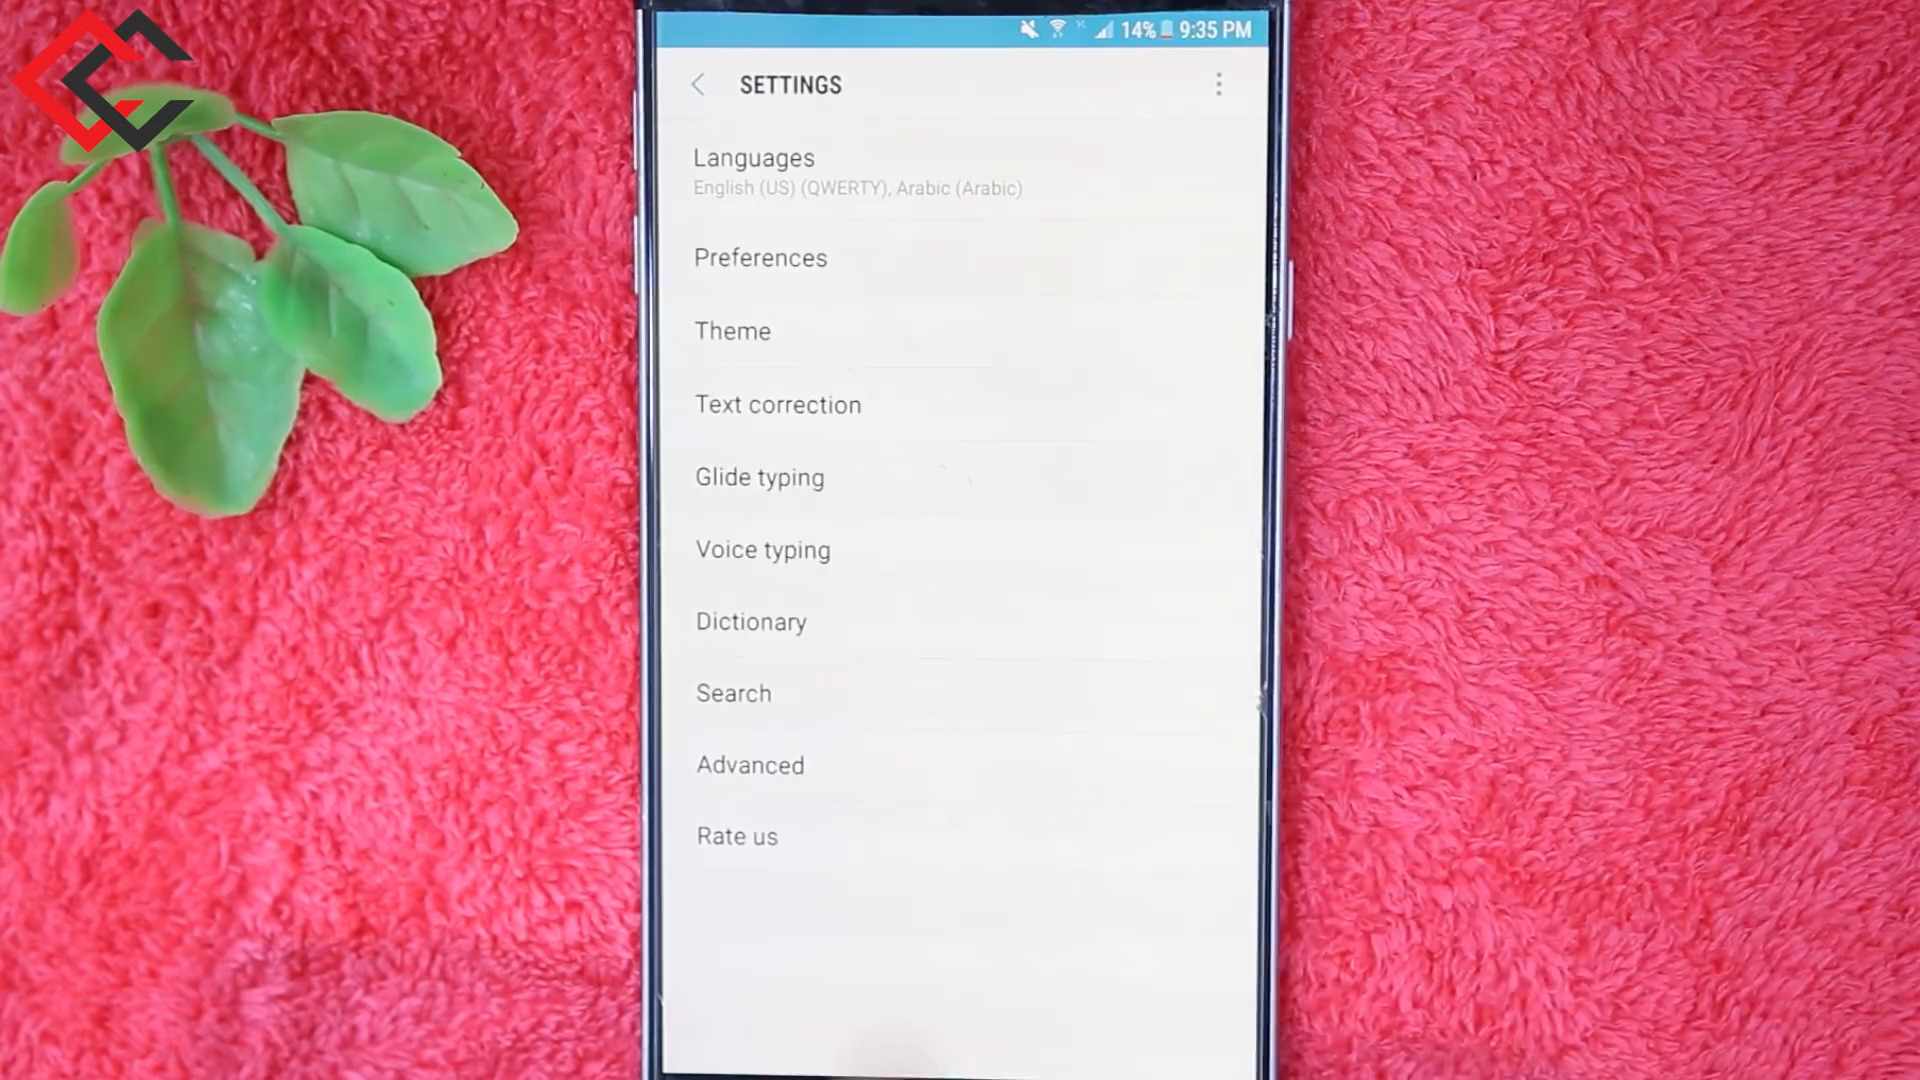 14% 9:35 PM
SETTINGS
Languages
English (US) (QWERTY), Arabic (Arabic)
Preferences
Theme
Text correction
Glide typing
Voice typing
Dictionary
Search
Advanced
Rate us